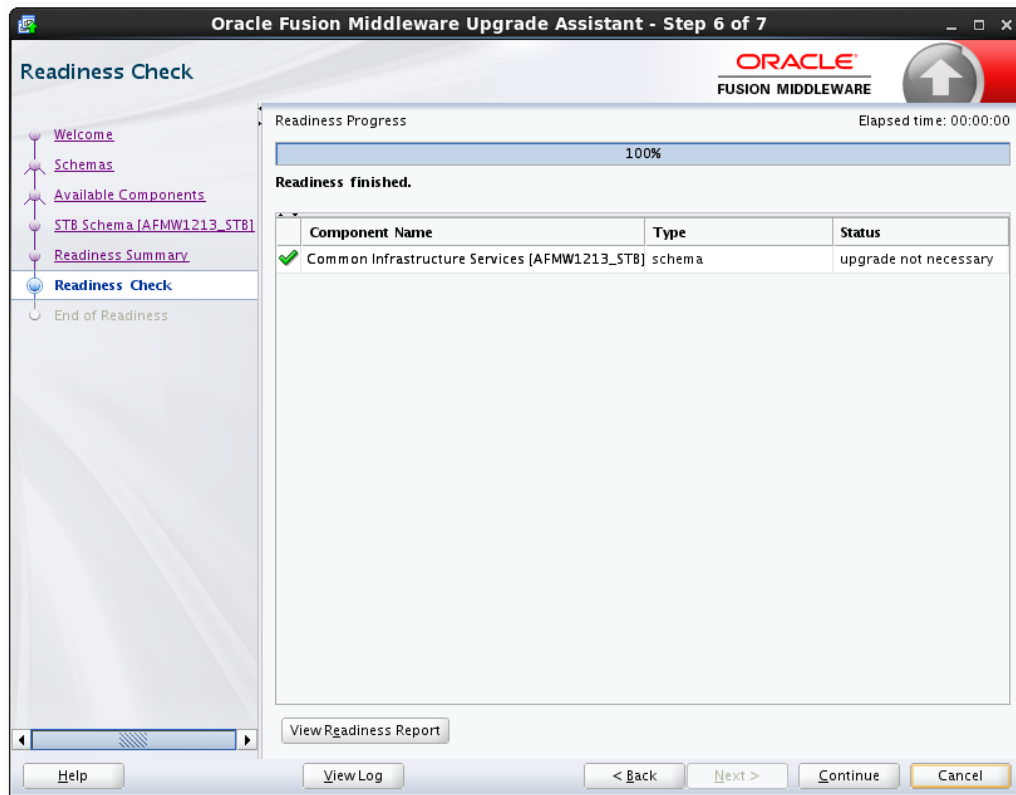 Oracle Fusion Middleware Upgrade Assistant - Step 6 of 7
Readiness Check
ORACLE
FUSION MIDDLEWARE
Welcome
Schemas
Available Components
STB Schema [AFMW1213_STB]
Readiness Summary
Readiness Check
End of Readiness
Readiness Progress Elapsed time: 00:00:00
100%
Readiness finished.
Component Name Type Status
Common Infrastructure Services [AFMW1213_STB] schema upgrade not necessary
View Readiness Report
Help View Log < Back Next > Continue Cancel